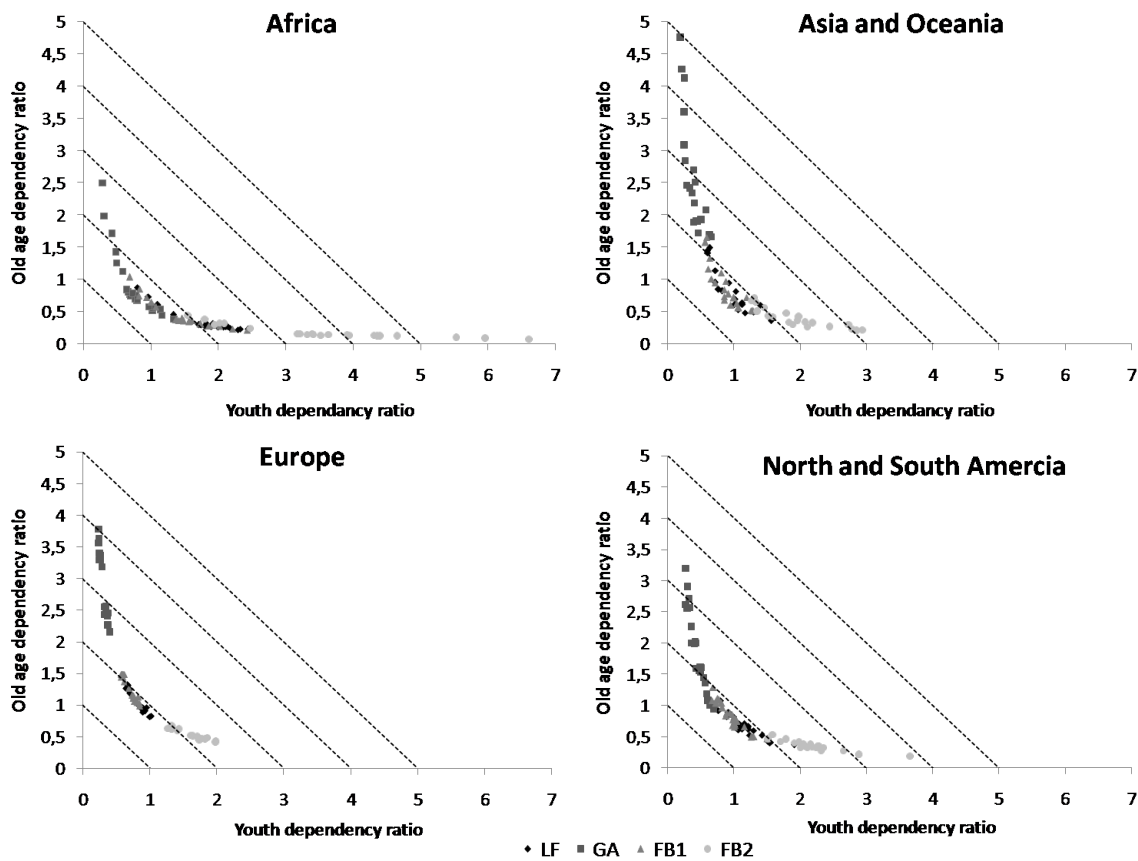 Africa
Old age dependency ratio
5
4,5
4
3,5
3
2,5
2
1,5
1
0,5
0
0 1 2 3 4 5 6 7
Youth dependancy ratio
Asia and Oceania
Old age dependency ratio
5
4,5
4
3,5
3
2,5
2
1,5
1
0,5
0
0 1 2 3 4 5 6 7
Youth dependancy ratio
Europe
Old age dependency ratio
5
4,5
4
3,5
3
2,5
2
1,5
1
0,5
0
0 1 2 3 4 5 6 7
Youth dependency ratio
North and South Amercia
Old age dependency ratio
5
4,5
4
3,5
3
2,5
2
1,5
1
0,5
0
0 1 2 3 4 5 6 7
Youth dependency ratio
LF GA FB1 FB2